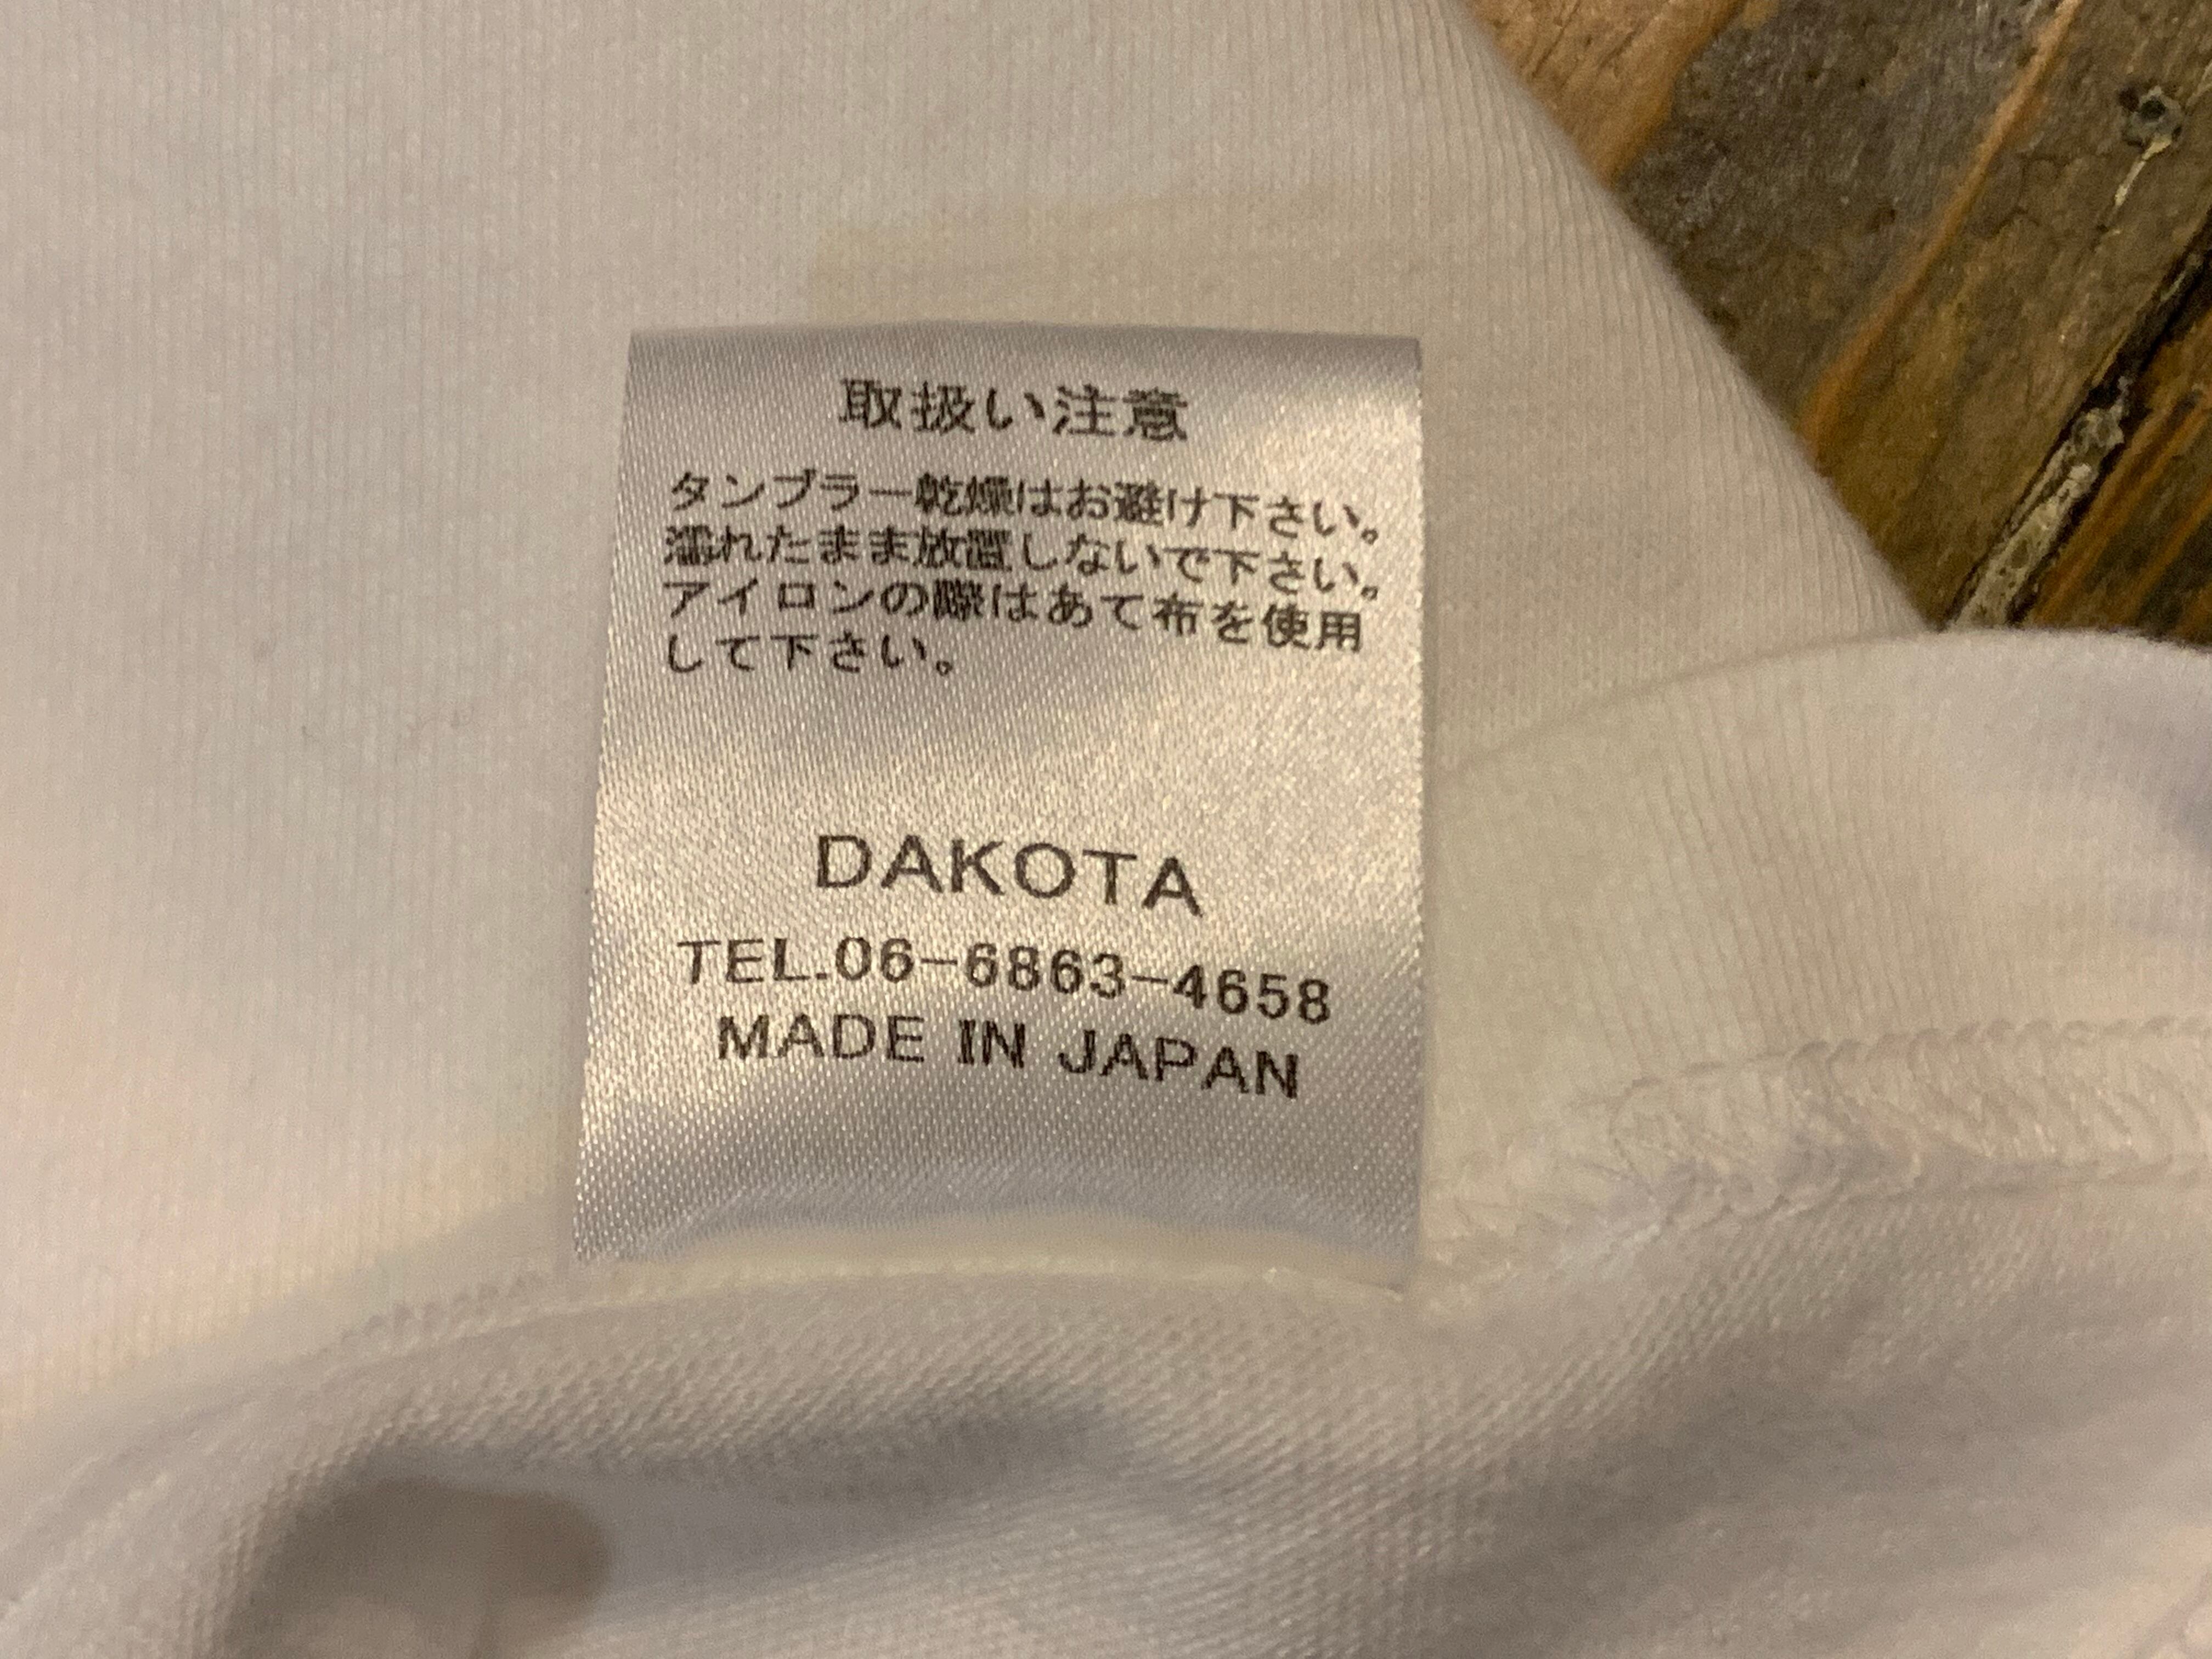 取扱い注意
タンブラー乾燥はお避け下さい。
濡れたまま放置しないで下さい。
アイロンの際はあて布を使用
して下さい。
DAKOTA
TEL.06-6863-4658
MADE IN JAPAN